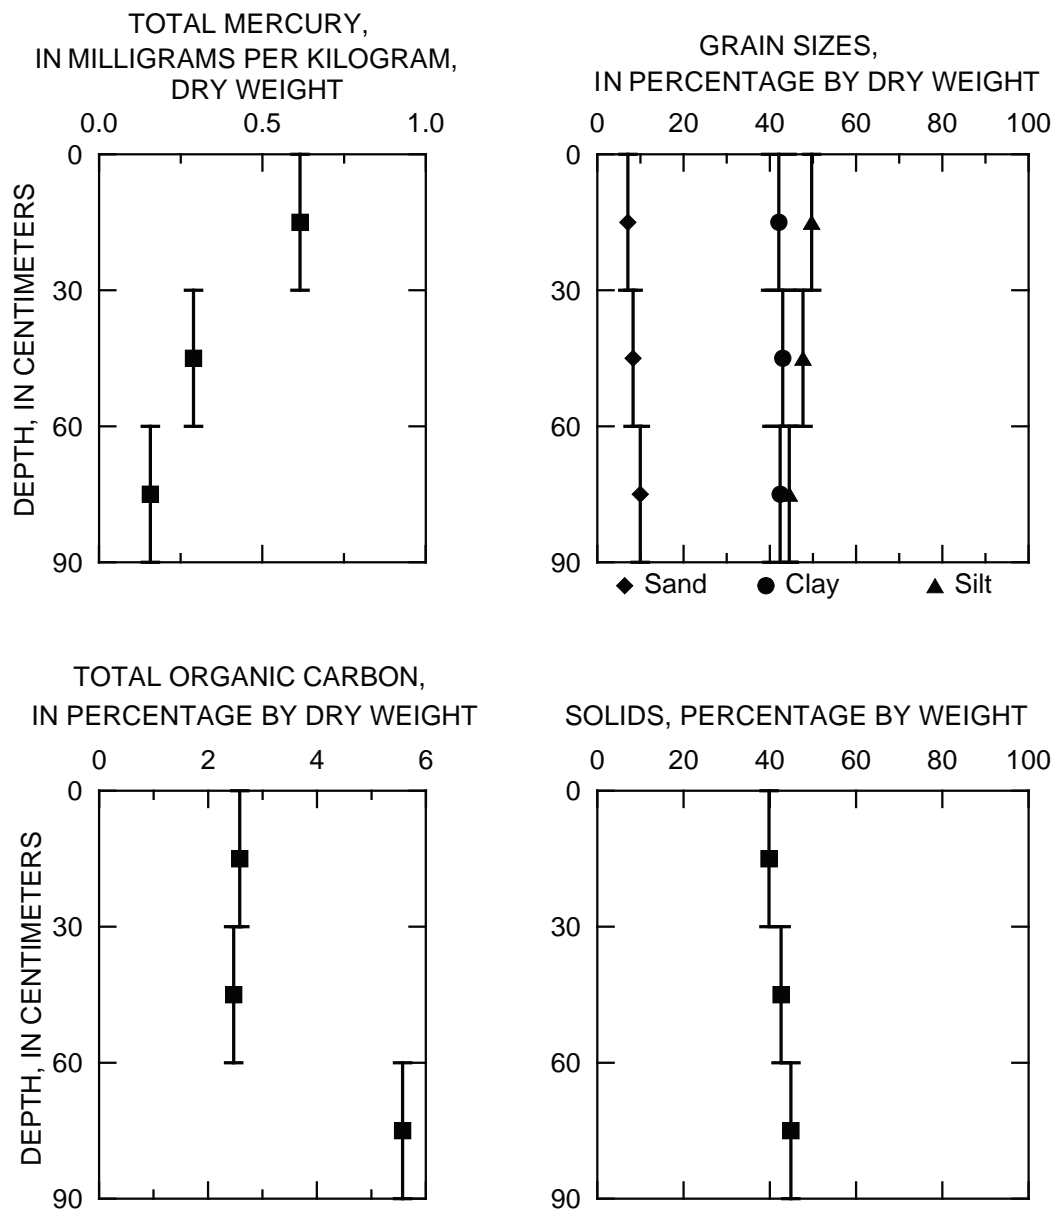 TOTAL MERCURY,
IN MILLIGRAMS PER KILOGRAM,
DRY WEIGHT
0.0 0.5 1.0
0
30
60
90
DEPTH, IN CENTIMETERS
GRAIN SIZES,
IN PERCENTAGE BY DRY WEIGHT
0 20 40 60 80 100
0
30
60
90
Sand Clay Silt
TOTAL ORGANIC CARBON,
IN PERCENTAGE BY DRY WEIGHT
0 2 4 6
0
30
60
90
DEPTH, IN CENTIMETERS
SOLIDS, PERCENTAGE BY WEIGHT
0 20 40 60 80 100
0
30
60
90